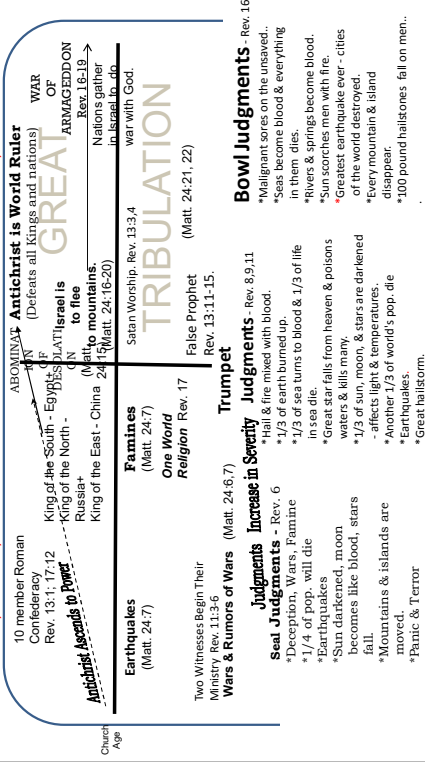 Church
Age
10 member Roman
Confederacy
Rev. 13:1; 17:12
Antichrist Ascends to Power
King of the South - Egypt+
King of the North -
Russia+
King of the East - China
ABOMINAT
ION
OF
DESOLATI
ON
(Matt.
24:15)
Antichrist is World Ruler
(Defeats all Kings and nations)
GREAT
Israel is
to flee
to mountains.
(Matt. 24:16-20)
WAR
OF
ARMAGEDDON
Rev. 16-19
Nations gather
in Israel to do
war with God.
Earthquakes
(Matt. 24:7)
Famines
(Matt. 24:7)
One World
Religion Rev. 17
Satan Worship. Rev. 13:3,4
TRIBULATION
(Matt. 24:21, 22)
False Prophet
Rev. 13:11-15.
Two Witnesses Begin Their
Ministry Rev. 11:3-6
Wars & Rumors of Wars (Matt. 24:6,7)
Judgments Increase in Severity
Seal Judgments - Rev. 6
*Deception, Wars, Famine
*1/4 of pop. will die
*Earthquakes
*Sun darkened, moon
becomes like blood, stars
fall.
*Mountains & islands are
moved.
*Panic & Terror
Trumpet
Judgments - Rev. 8,9,11
*Hail & fire mixed with blood.
*1/3 of earth burned up.
*1/3 of sea turns to blood & 1/3 of life
in sea die.
*Great star falls from heaven & poisons
waters & kills many.
*1/3 of sun, moon, & stars are darkened
- affects light & temperatures.
*Another 1/3 of world's pop. die
*Earthquakes.
*Great hailstorm.
Bowl Judgments - Rev. 16
*Malignant sores on the unsaved..
*Seas become blood & everything
in them dies.
*Rivers & springs become blood.
*Sun scorches men with fire.
*Greatest earthquake ever - cities
of the world destroyed.
*Every mountain & island
disappear.
*100 pound hailstones fall on men..
.